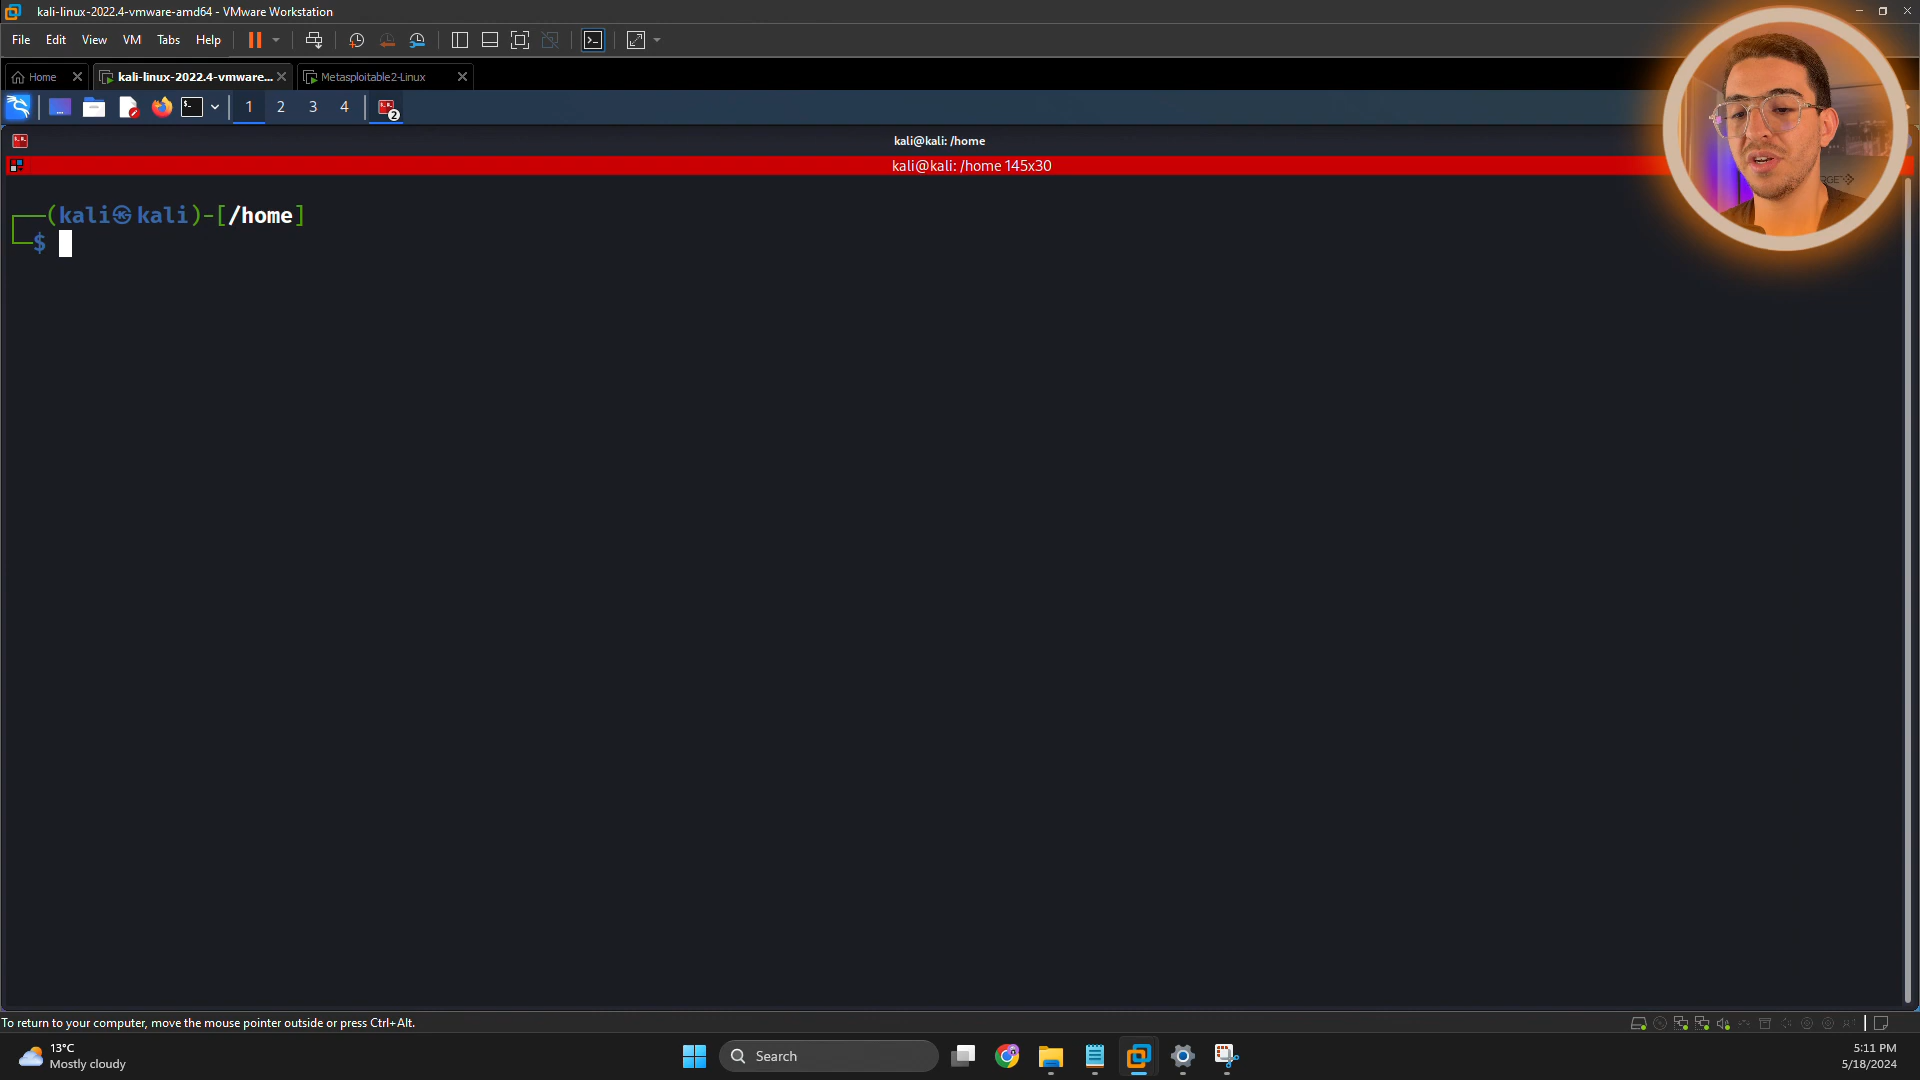 kali-linux-2022.4-vmware-amd64 - VMware Workstation
File Edit View VM Tabs Help
Home kali-linux-2022.4-vmware... Metasploitable2-Linux
1 2 3 4 2
kali@kali: /home
kali@kali: /home 145x30
(kali㉿kali)-[/home]
$
To return to your computer, move the mouse pointer outside or press Ctrl+Alt.
13°C
Mostly cloudy
Search
5:11 PM
5/18/2024